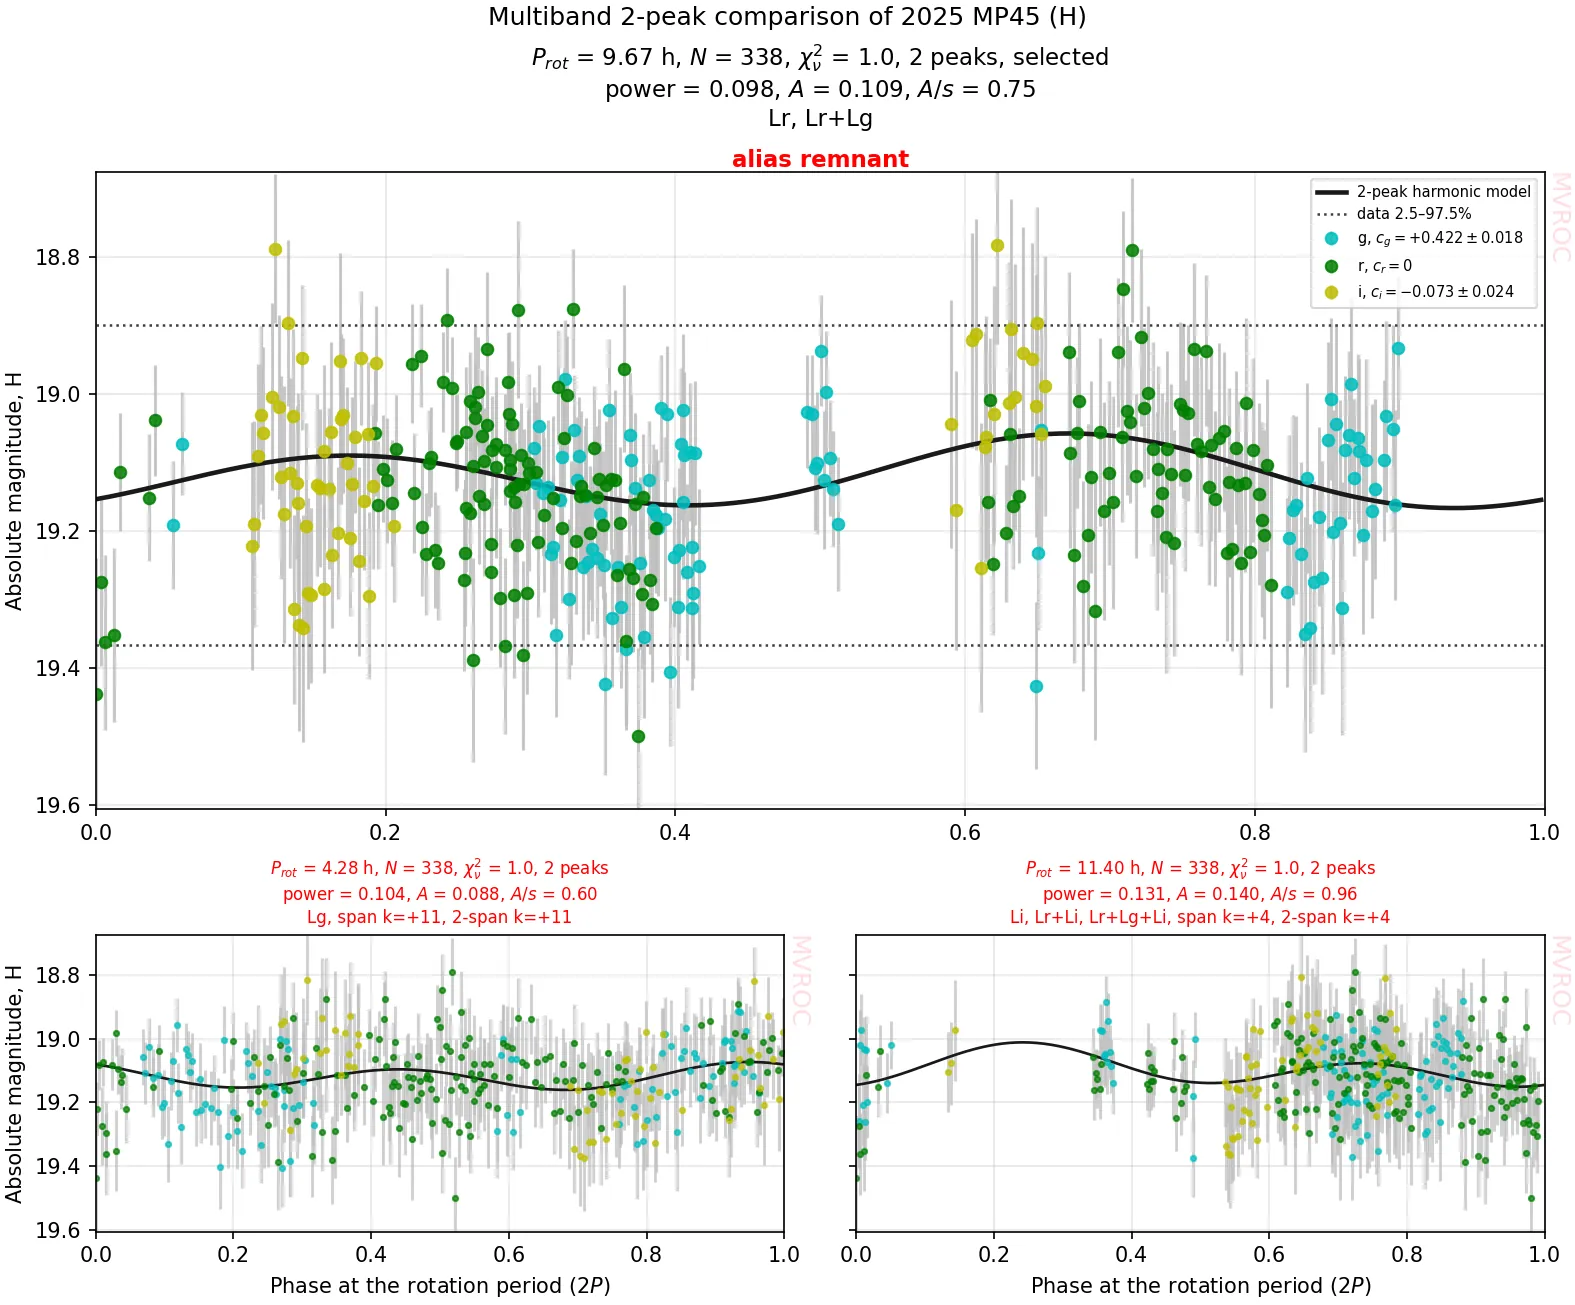 Multiband 2-peak comparison of 2025 MP45 (H)
P_rot = 9.67 h, N = 338, χ²_ν = 1.0, 2 peaks, selected
power = 0.098, A = 0.109, A/s = 0.75
Lr, Lr+Lg
alias remnant
MVROC
2-peak harmonic model
data 2.5–97.5%
g, c_g = +0.422 ± 0.018
r, c_r = 0
i, c_i = −0.073 ± 0.024
Absolute magnitude, H
18.8
19.0
19.2
19.4
19.6
0.0 0.2 0.4 0.6 0.8 1.0
P_rot = 4.28 h, N = 338, χ²_ν = 1.0, 2 peaks
power = 0.104, A = 0.088, A/s = 0.60
Lg, span k=+11, 2-span k=+11
MVROC
Absolute magnitude, H
18.8
19.0
19.2
19.4
19.6
0.0 0.2 0.4 0.6 0.8 1.0
Phase at the rotation period (2P)
P_rot = 11.40 h, N = 338, χ²_ν = 1.0, 2 peaks
power = 0.131, A = 0.140, A/s = 0.96
Li, Lr+Li, Lr+Lg+Li, span k=+4, 2-span k=+4
MVROC
0.0 0.2 0.4 0.6 0.8 1.0
Phase at the rotation period (2P)